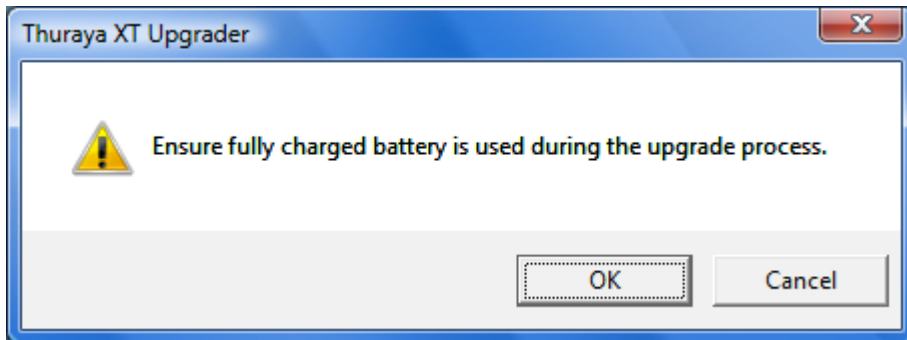 Thuraya XT Upgrader
Ensure fully charged battery is used during the upgrade process.
OK
Cancel